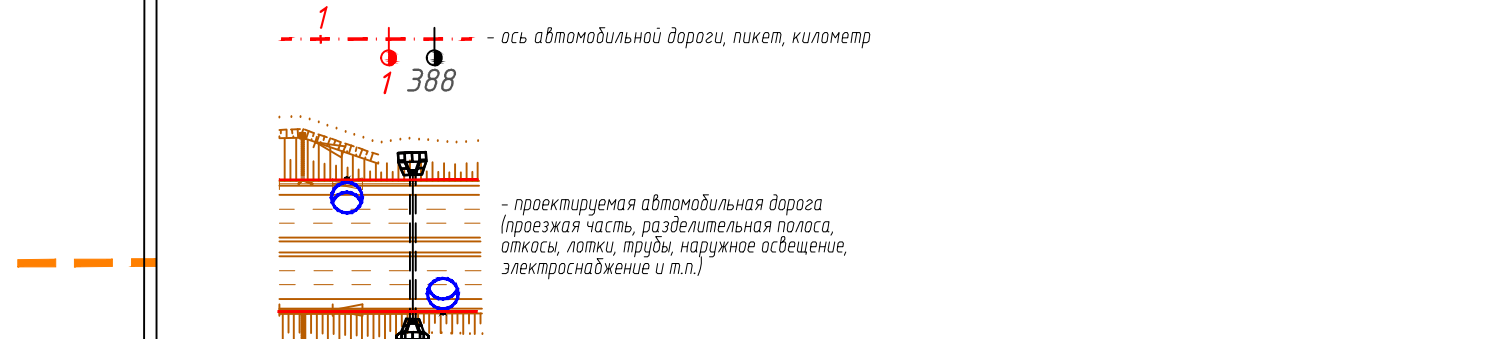 1
- ось автомобильной дороги, пикет, километр
1 388
- проектируемая автомобильная дорога
(проезжая часть, разделительная полоса,
откосы, лотки, трубы, наружное освещение,
электроснабжение и т.п.)